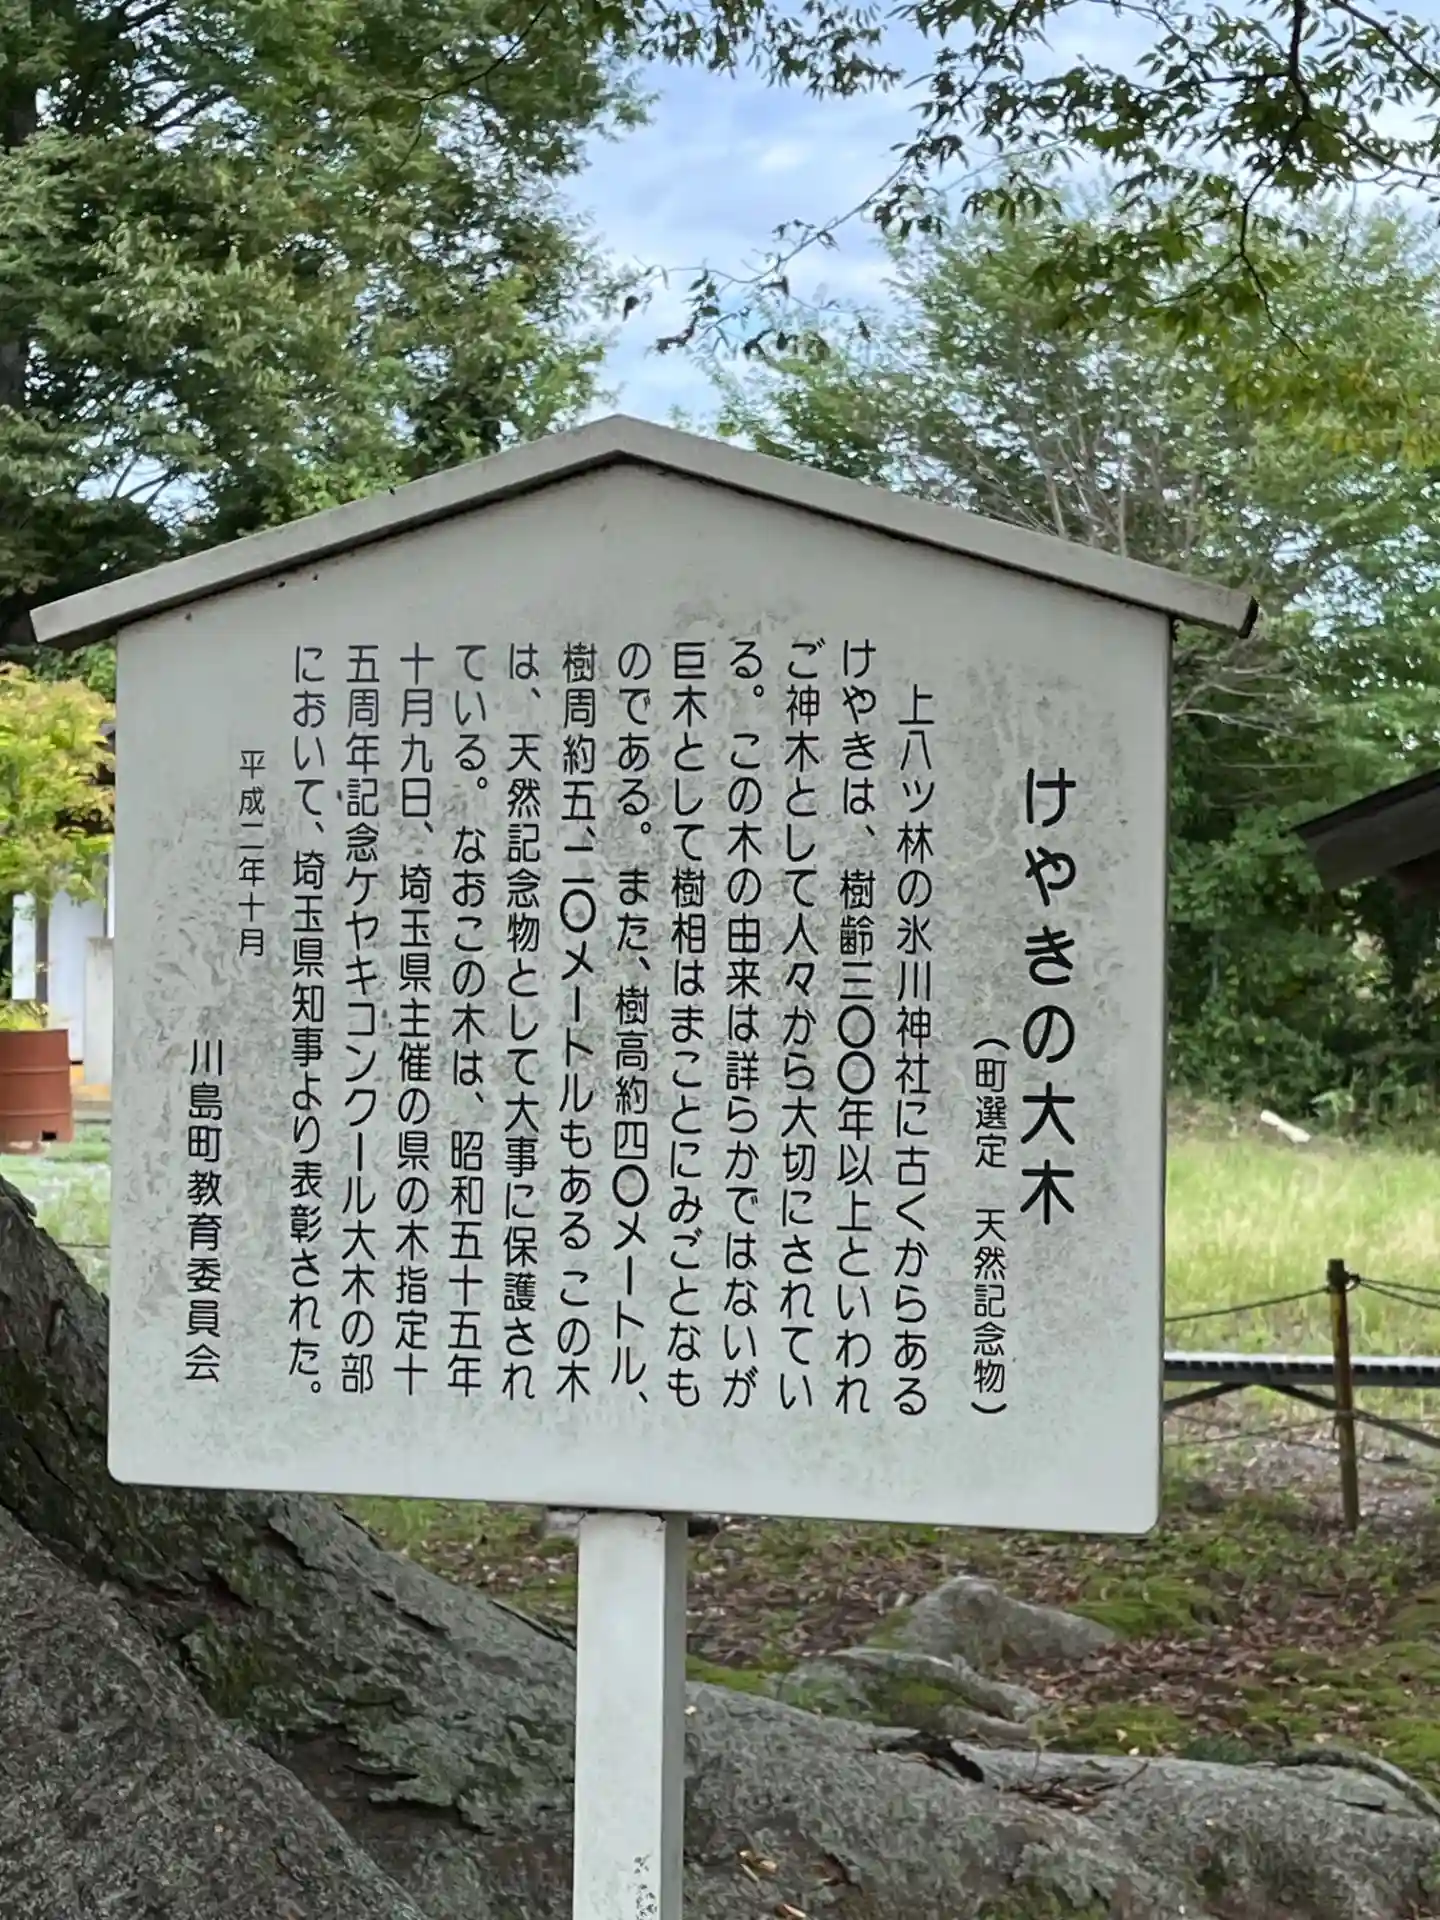 けやきの大木
（町選定　天然記念物）
上八ツ林の氷川神社に古くからある
けやきは、樹齢三〇〇年以上といわれ
ご神木として人々から大切にされてい
る。この木の由来は詳らかではないが
巨木として樹相はまことにみごとなも
のである。また、樹高約四〇メートル、
樹周約五、二〇メートルもあるこの木
は、天然記念物として大事に保護され
ている。なおこの木は、昭和五十五年
十月九日、埼玉県主催の県の木指定十
五周年記念ケヤキコンクール大木の部
において、埼玉県知事より表彰された。
平成二年十月
川島町教育委員会